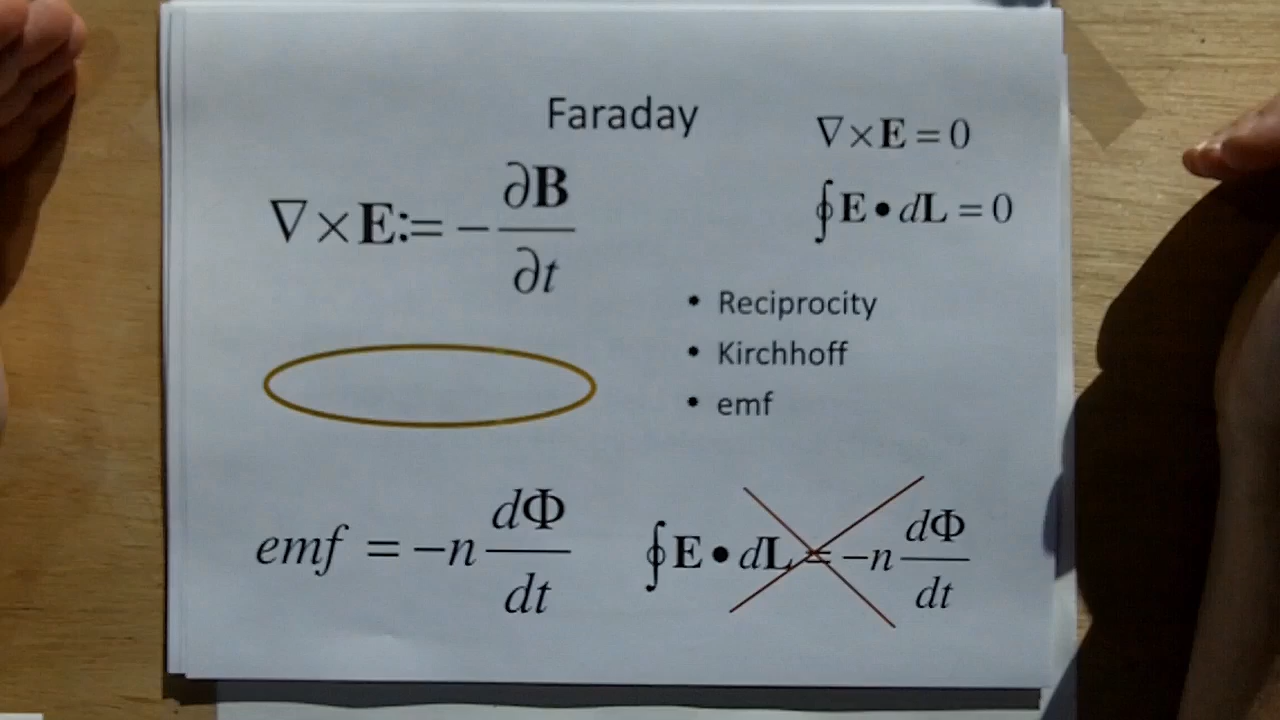 Faraday
∇×E:= −∂B/∂t
∇×E = 0
∮E • dL = 0
• Reciprocity
• Kirchhoff
• emf
emf = −n dΦ/dt
∮E • dL = −n dΦ/dt